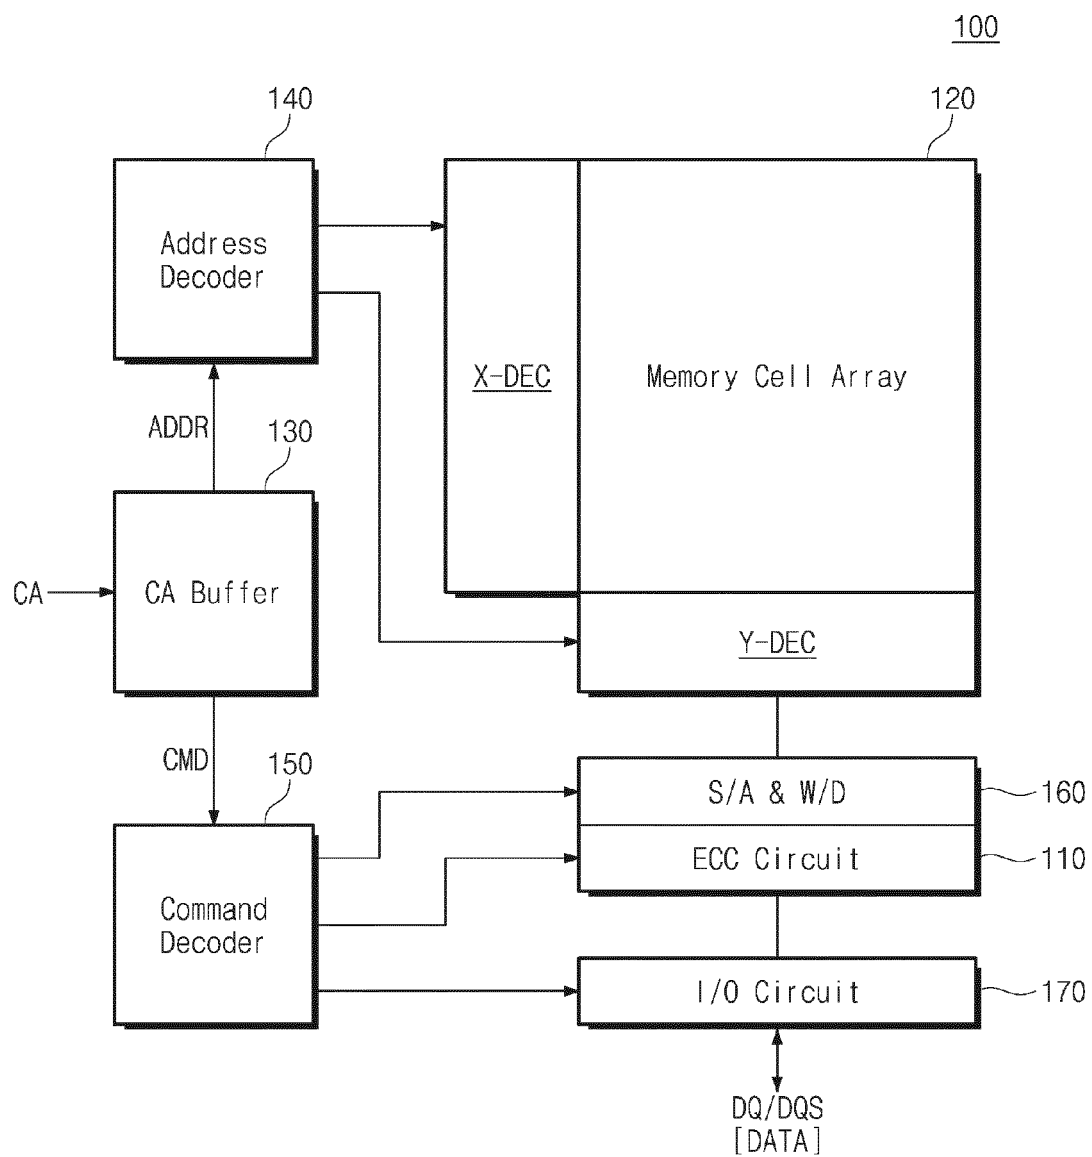 100
140
120
Address
Decoder
X-DEC
Memory Cell Array
ADDR
130
CA
CA Buffer
Y-DEC
CMD
150
S/A & W/D
160
ECC Circuit
110
Command
Decoder
I/O Circuit
170
DQ/DQS
[DATA]